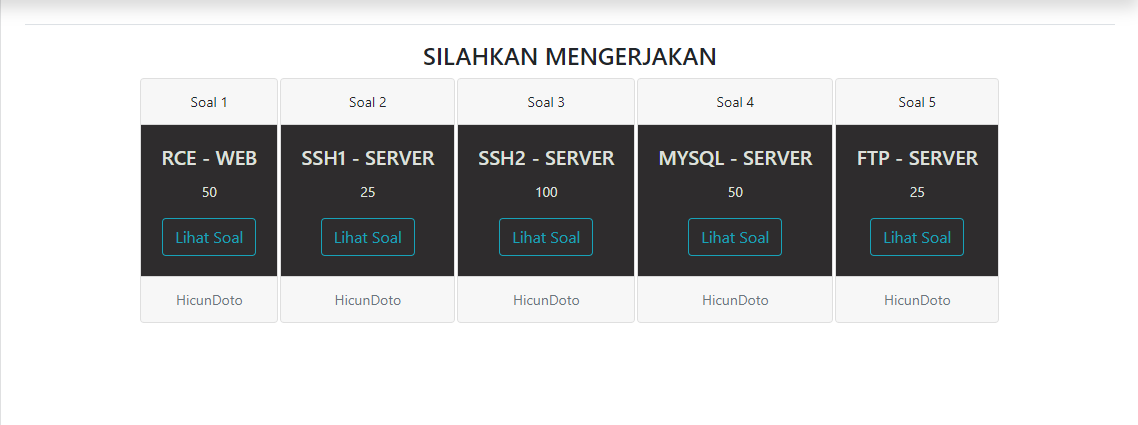 SILAHKAN MENGERJAKAN
Soal 1
Soal 2
Soal 3
Soal 4
Soal 5
RCE - WEB
SSH1 - SERVER
SSH2 - SERVER
MYSQL - SERVER
FTP - SERVER
50
25
100
50
25
Lihat Soal
Lihat Soal
Lihat Soal
Lihat Soal
Lihat Soal
HicunDoto
HicunDoto
HicunDoto
HicunDoto
HicunDoto